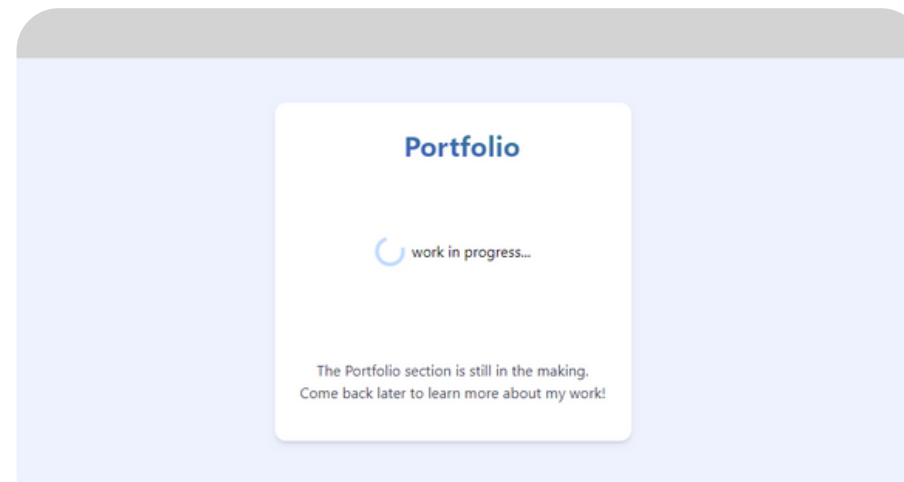 Portfolio
work in progress...
The Portfolio section is still in the making.
Come back later to learn more about my work!